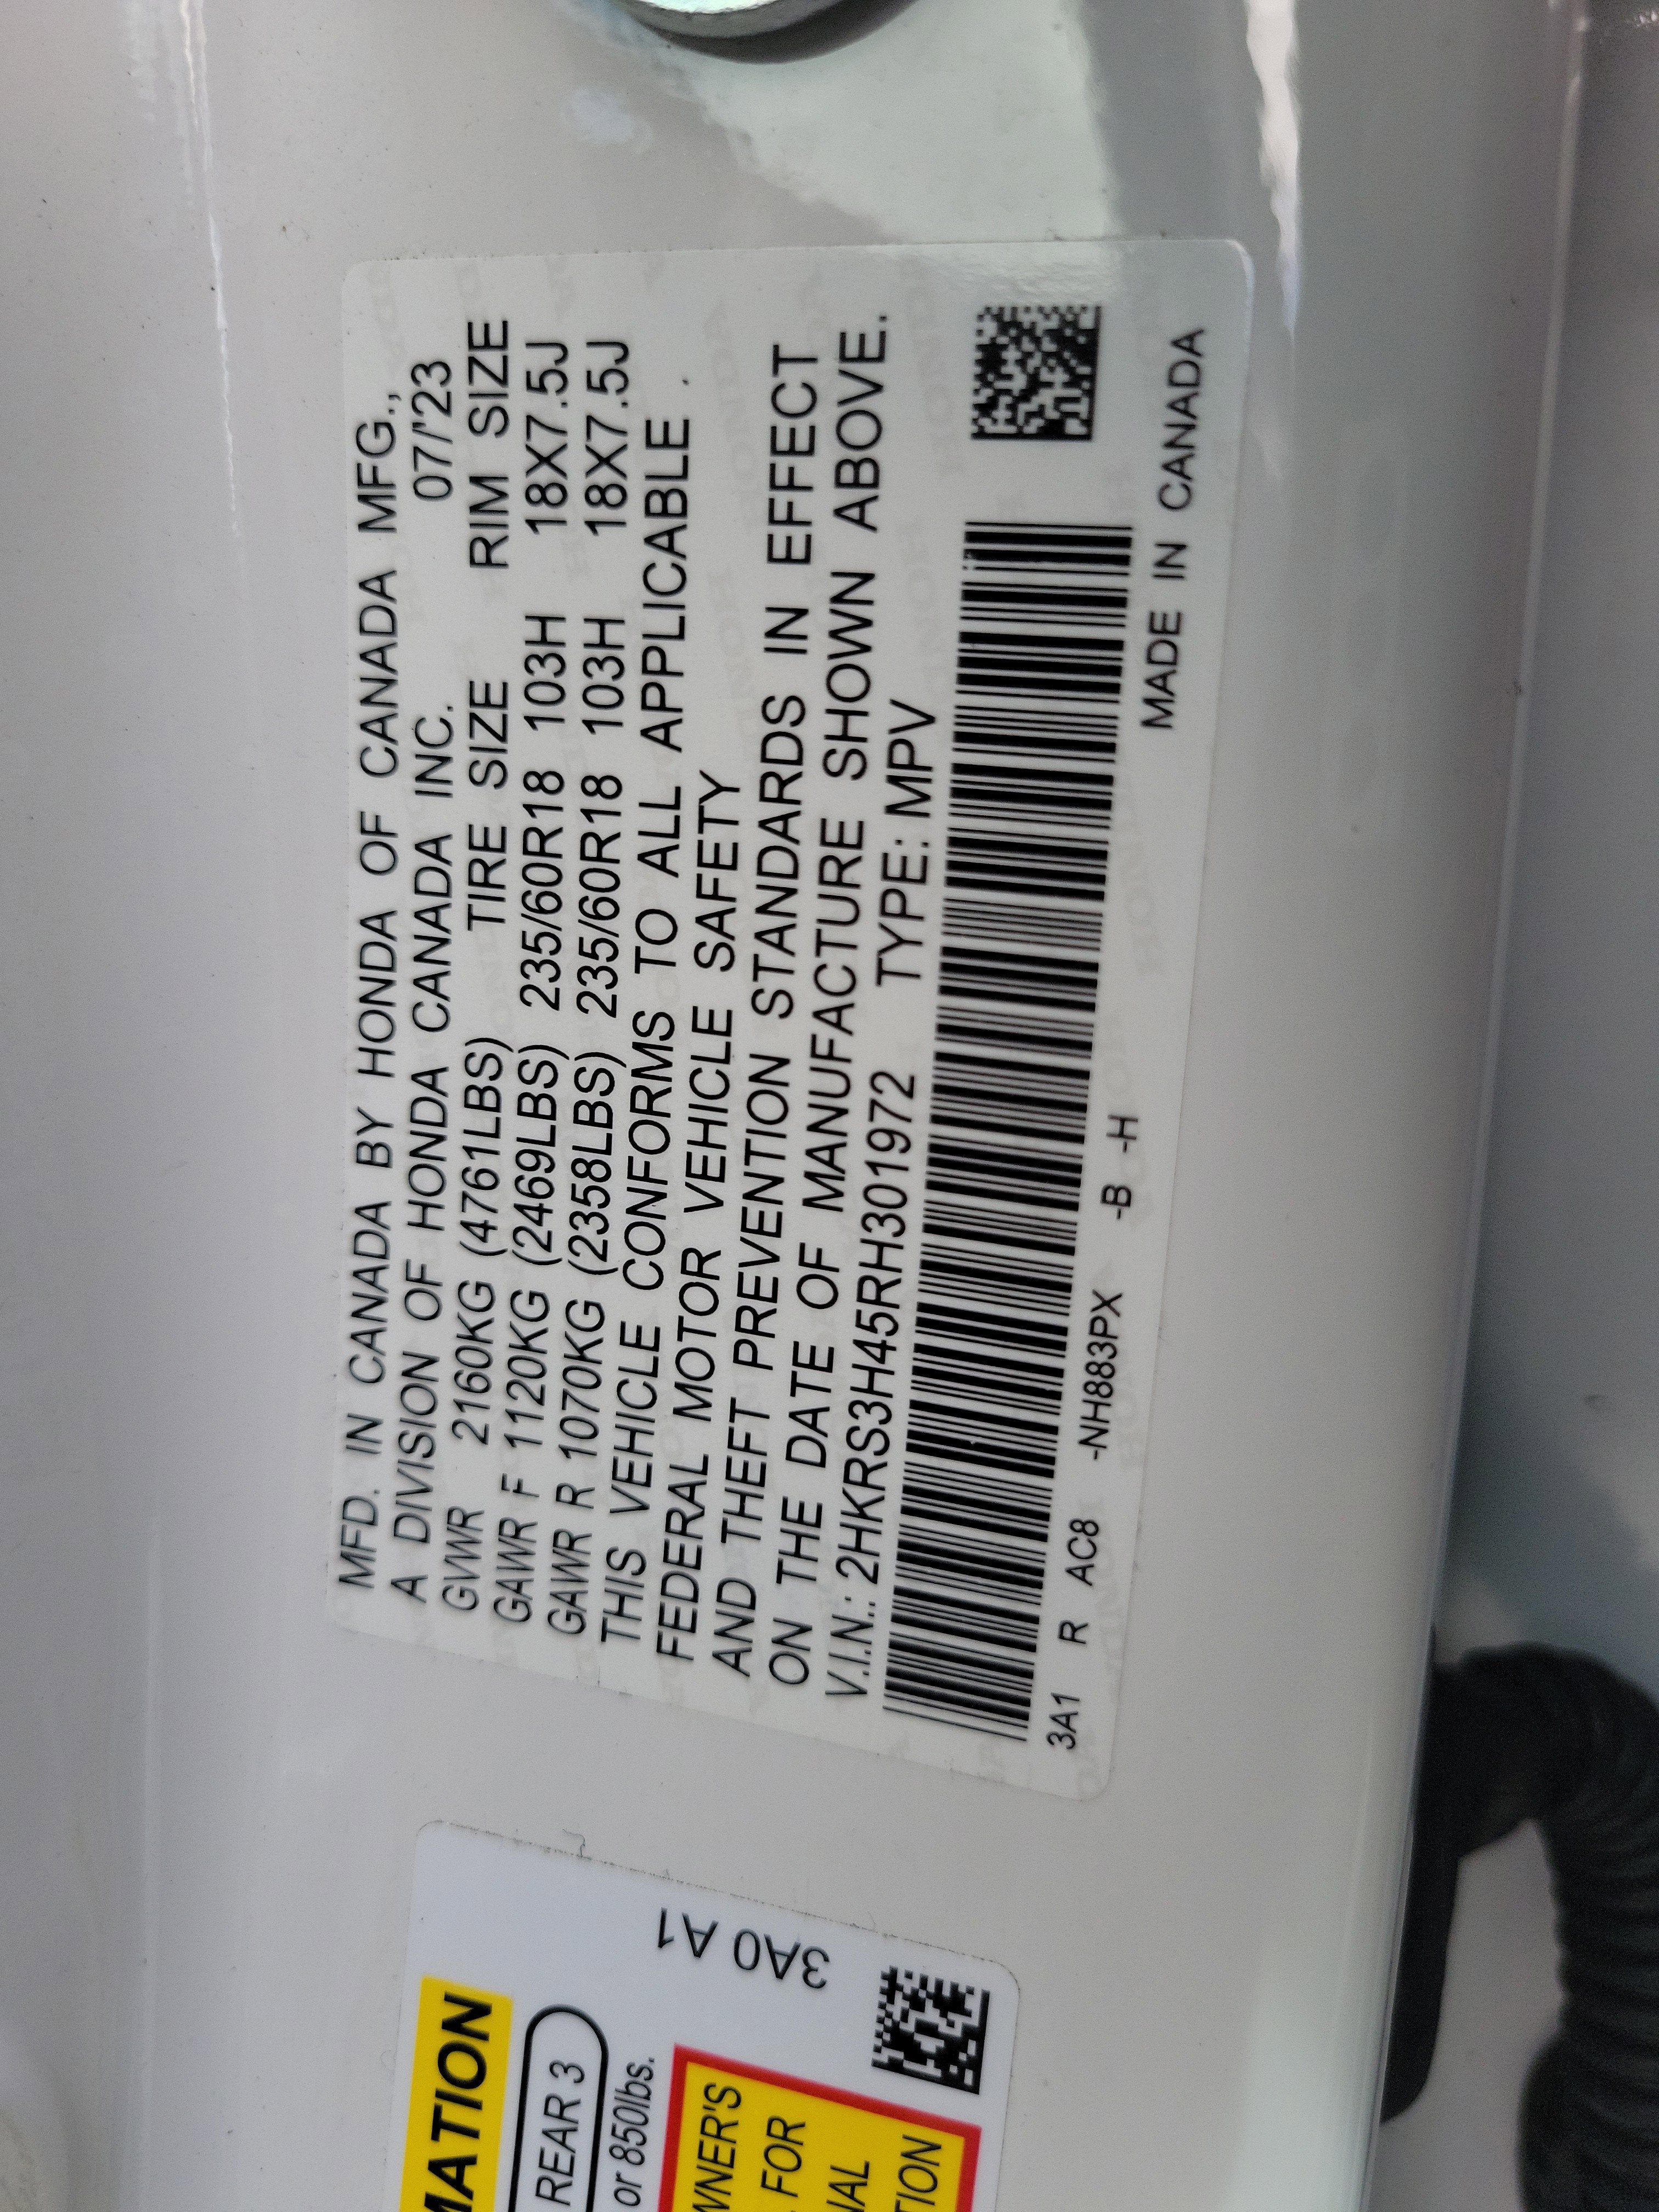 MFD. IN CANADA BY HONDA OF CANADA MFG.,
A DIVISION OF HONDA CANADA INC. 07/'23
GVWR 2160KG (4761LBS) TIRE SIZE RIM SIZE
GAWR F 1120KG (2469LBS) 235/60R18 103H 18X7.5J
GAWR R 1070KG (2358LBS) 235/60R18 103H 18X7.5J
THIS VEHICLE CONFORMS TO ALL APPLICABLE .
FEDERAL MOTOR VEHICLE SAFETY
AND THEFT PREVENTION STANDARDS IN EFFECT
ON THE DATE OF MANUFACTURE SHOWN ABOVE.
V.I.N.: 2HKRS3H45RH301972 TYPE: MPV
3A1 R AC8 -NH883PX -B -H
MADE IN CANADA
MATION
REAR 3
or 850lbs.
WNER'S
FOR
NAL
TION
3A0 A1